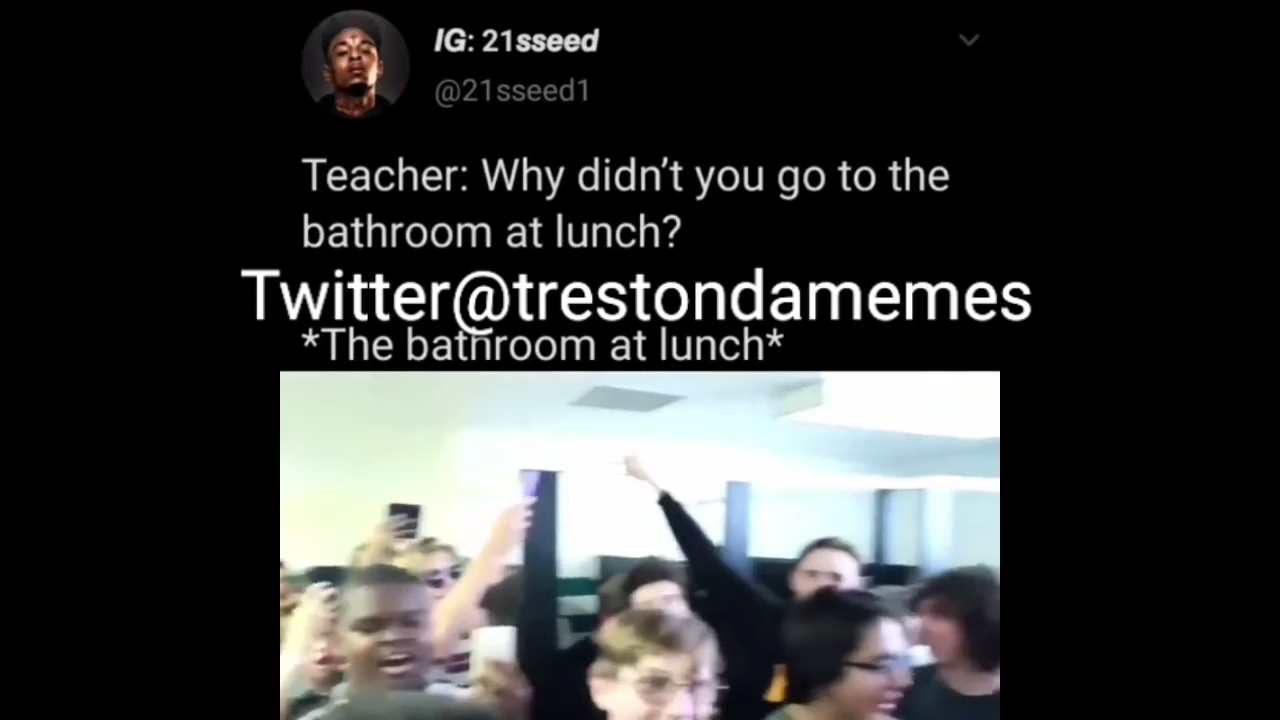 IG: 21sseed
@21sseed1
Teacher: Why didn't you go to the
bathroom at lunch?
Twitter@trestondamemes
*The bathroom at lunch*